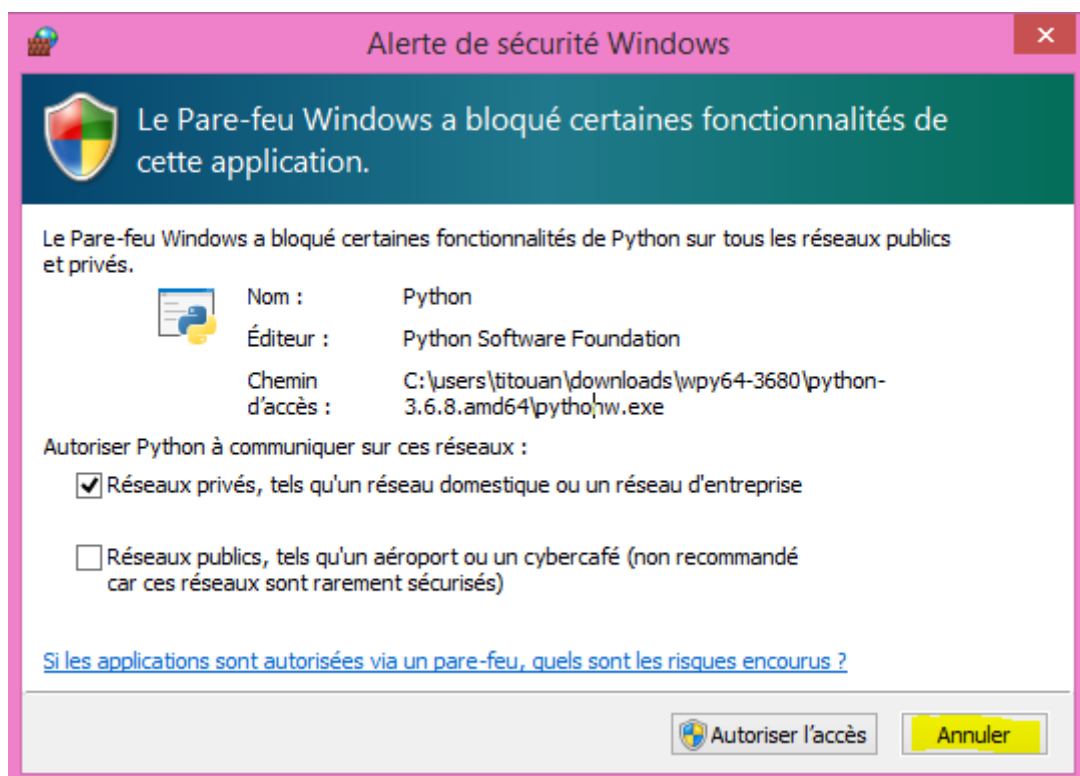 Alerte de sécurité Windows
Le Pare-feu Windows a bloqué certaines fonctionnalités de
cette application.
Le Pare-feu Windows a bloqué certaines fonctionnalités de Python sur tous les réseaux publics
et privés.
Nom : Python
Éditeur : Python Software Foundation
Chemin C:\users\titouan\downloads\wpy64-3680\python-
d'accès : 3.6.8.amd64\pythonw.exe
Autoriser Python à communiquer sur ces réseaux :
Réseaux privés, tels qu'un réseau domestique ou un réseau d'entreprise
Réseaux publics, tels qu'un aéroport ou un cybercafé (non recommandé
car ces réseaux sont rarement sécurisés)
Si les applications sont autorisées via un pare-feu, quels sont les risques encourus ?
Autoriser l'accès Annuler